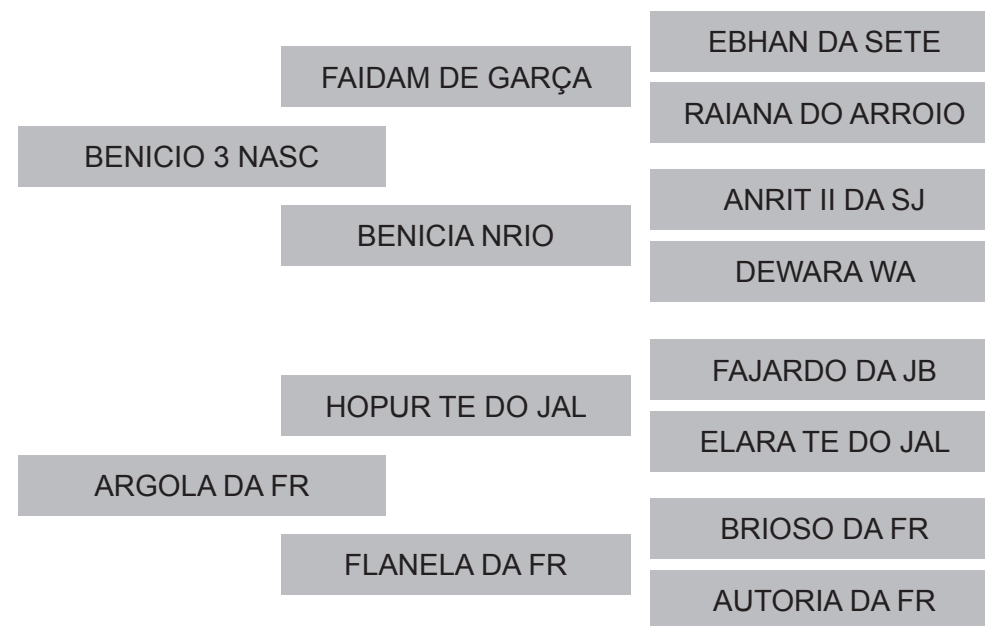 EBHAN DA SETE
FAIDAM DE GARÇA
RAIANA DO ARROIO
BENICIO 3 NASC
ANRIT II DA SJ
BENICIA NRIO
DEWARA WA
FAJARDO DA JB
HOPUR TE DO JAL
ELARA TE DO JAL
ARGOLA DA FR
BRIOSO DA FR
FLANELA DA FR
AUTORIA DA FR